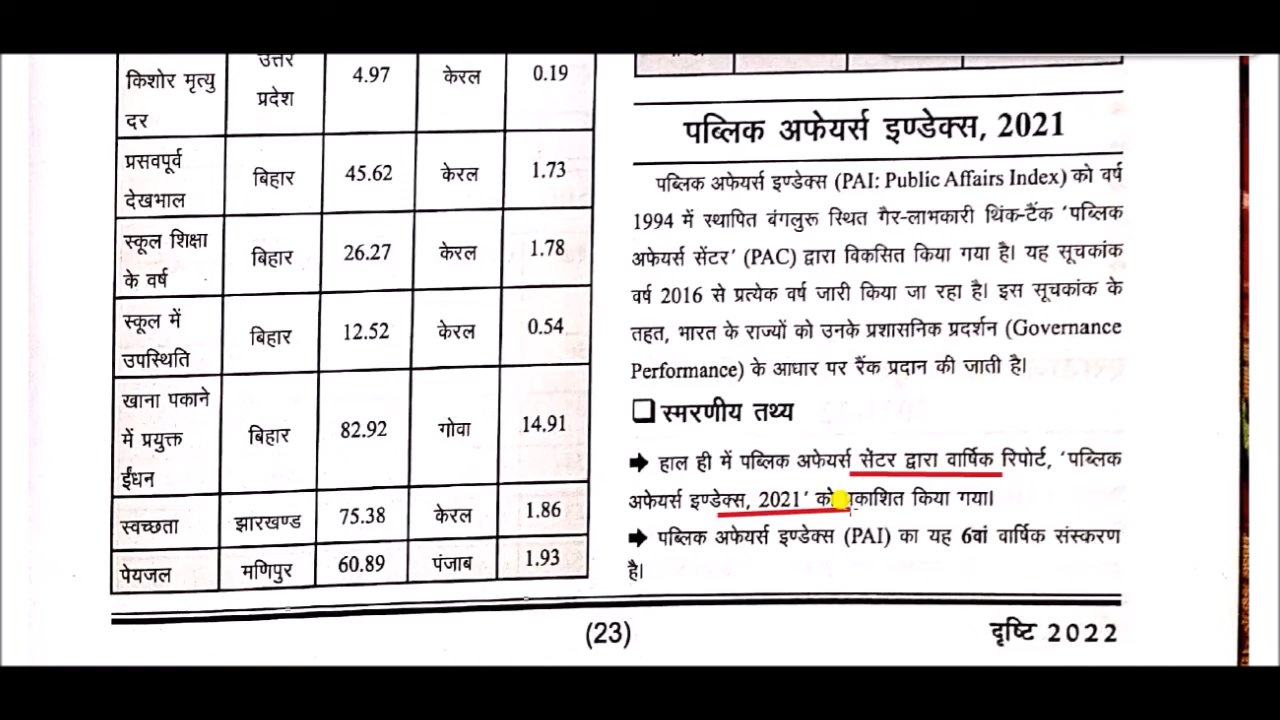 उत्तर
किशोर मृत्यु 4.97 केरल 0.19
प्रदेश
दर
प्रसवपूर्व
बिहार 45.62 केरल 1.73
देखभाल
स्कूल शिक्षा
बिहार 26.27 केरल 1.78
के वर्ष
स्कूल में
बिहार 12.52 केरल 0.54
उपस्थिति
खाना पकाने
में प्रयुक्त बिहार 82.92 गोवा 14.91
ईंधन
स्वच्छता झारखण्ड 75.38 केरल 1.86
पेयजल मणिपुर 60.89 पंजाब 1.93
पब्लिक अफेयर्स इण्डेक्स, 2021
पब्लिक अफेयर्स इण्डेक्स (PAI: Public Affairs Index) को वर्ष
1994 में स्थापित बंगलुरु स्थित गैर-लाभकारी थिंक-टैंक ‘पब्लिक
अफेयर्स सेंटर’ (PAC) द्वारा विकसित किया गया है। यह सूचकांक
वर्ष 2016 से प्रत्येक वर्ष जारी किया जा रहा है। इस सूचकांक के
तहत, भारत के राज्यों को उनके प्रशासनिक प्रदर्शन (Governance
Performance) के आधार पर रैंक प्रदान की जाती है।
❑ स्मरणीय तथ्य
➡ हाल ही में पब्लिक अफेयर्स सेंटर द्वारा वार्षिक रिपोर्ट, ‘पब्लिक
अफेयर्स इण्डेक्स, 2021’ को किया गया।
➡ पब्लिक अफेयर्स इण्डेक्स (PAI) का यह 6वां वार्षिक संस्करण
है।
(23)
दृष्टि 2022